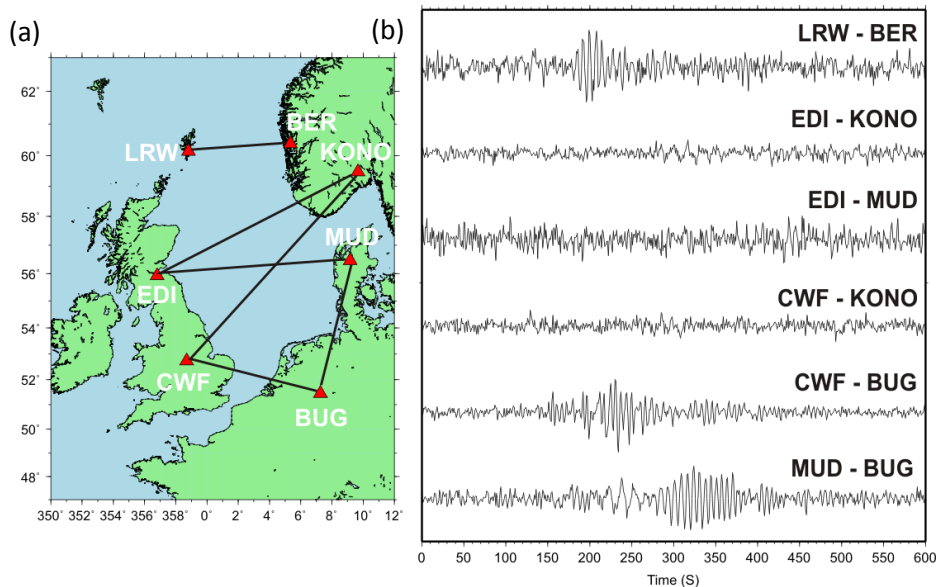 (a)
(b)
62˚
60˚
58˚
56˚
54˚
52˚
50˚
48˚
350˚ 352˚ 354˚ 356˚ 358˚ 0˚ 2˚ 4˚ 6˚ 8˚ 10˚ 12˚
LRW
BER
KONO
MUD
EDI
CWF
BUG
LRW - BER
EDI - KONO
EDI - MUD
CWF - KONO
CWF - BUG
MUD - BUG
0 50 100 150 200 250 300 350 400 450 500 550 600
Time (S)